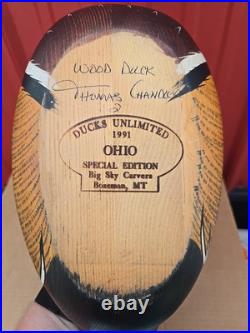 WOOD DUCK
THOMAS CHANDLER
DUCKS UNLIMITED
1991
OHIO
SPECIAL EDITION
Big Sky Carvers
Bozeman, MT